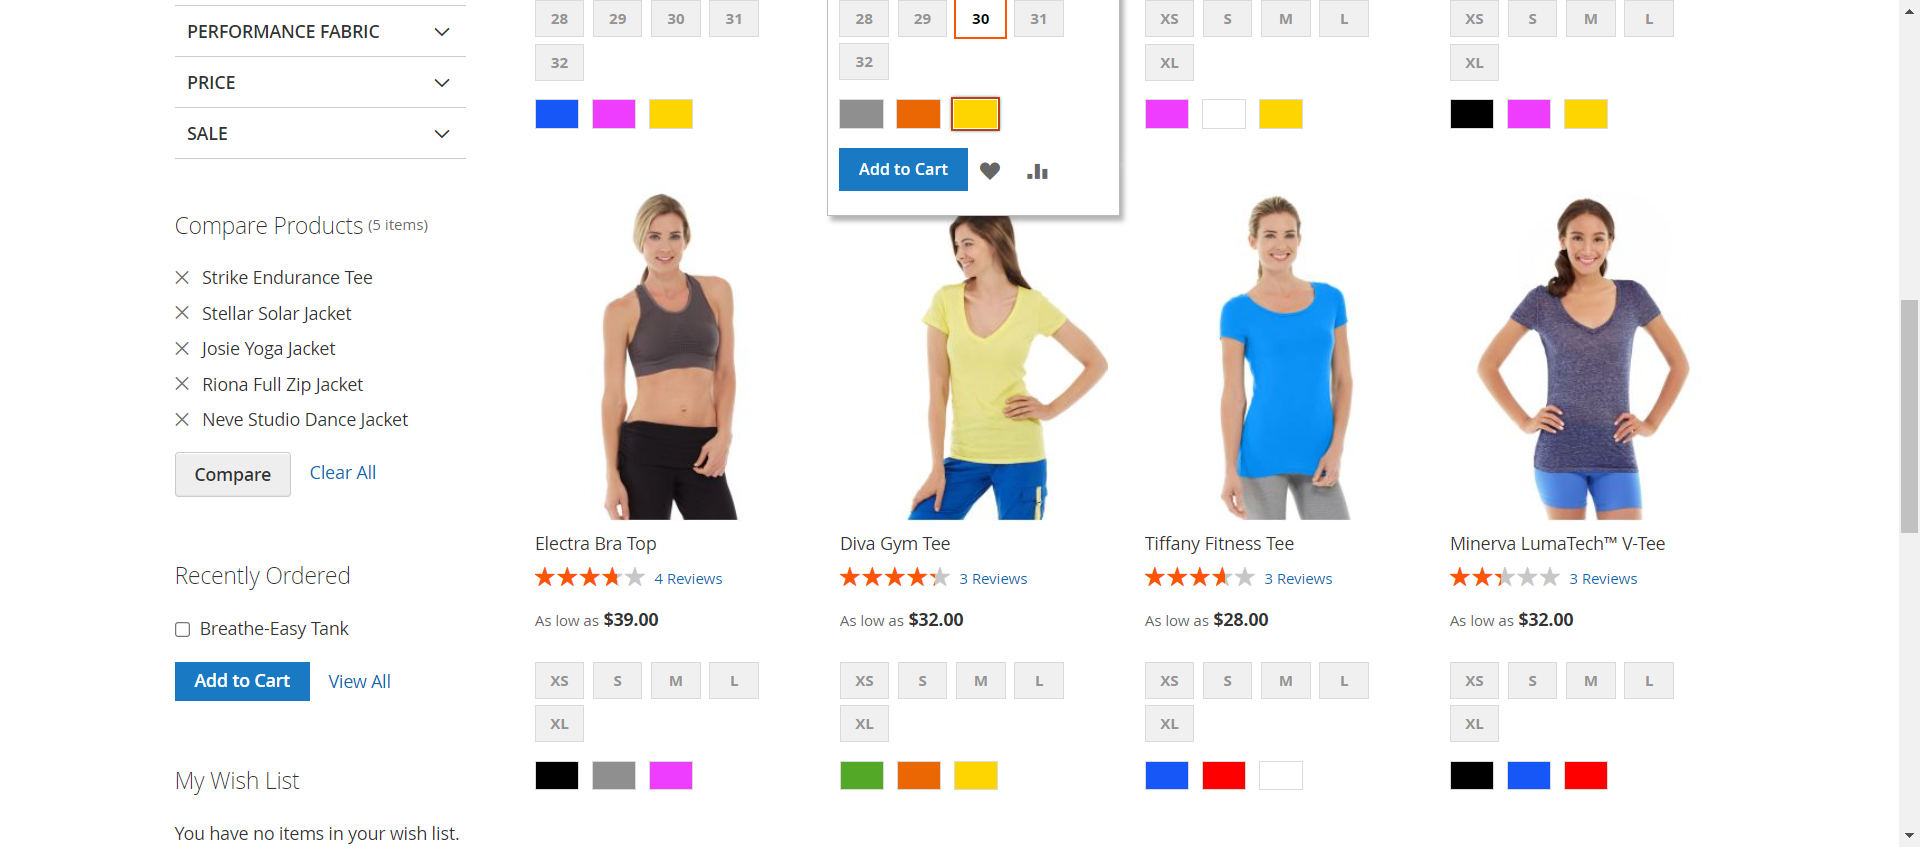 PERFORMANCE FABRIC
PRICE
SALE
Compare Products (5 items)
Strike Endurance Tee
Stellar Solar Jacket
Josie Yoga Jacket
Riona Full Zip Jacket
Neve Studio Dance Jacket
Compare Clear All
Recently Ordered
Breathe-Easy Tank
Add to Cart View All
My Wish List
You have no items in your wish list.
28 29 30 31
32
28 29 30 31
32
Add to Cart
XS S M L
XL
XS S M L
XL
Electra Bra Top
4 Reviews
As low as $39.00
XS S M L
XL
Diva Gym Tee
3 Reviews
As low as $32.00
XS S M L
XL
Tiffany Fitness Tee
3 Reviews
As low as $28.00
XS S M L
XL
Minerva LumaTech™ V-Tee
3 Reviews
As low as $32.00
XS S M L
XL